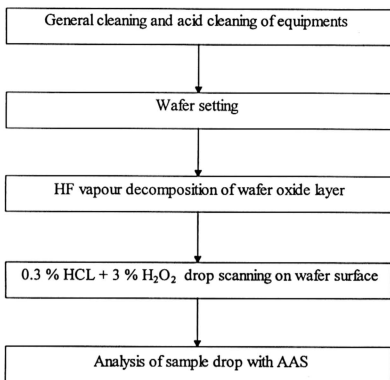 General cleaning and acid cleaning of equipments
Wafer setting
HF vapour decomposition of wafer oxide layer
0.3 % HCL + 3 % H₂O₂ drop scanning on wafer surface
Analysis of sample drop with AAS